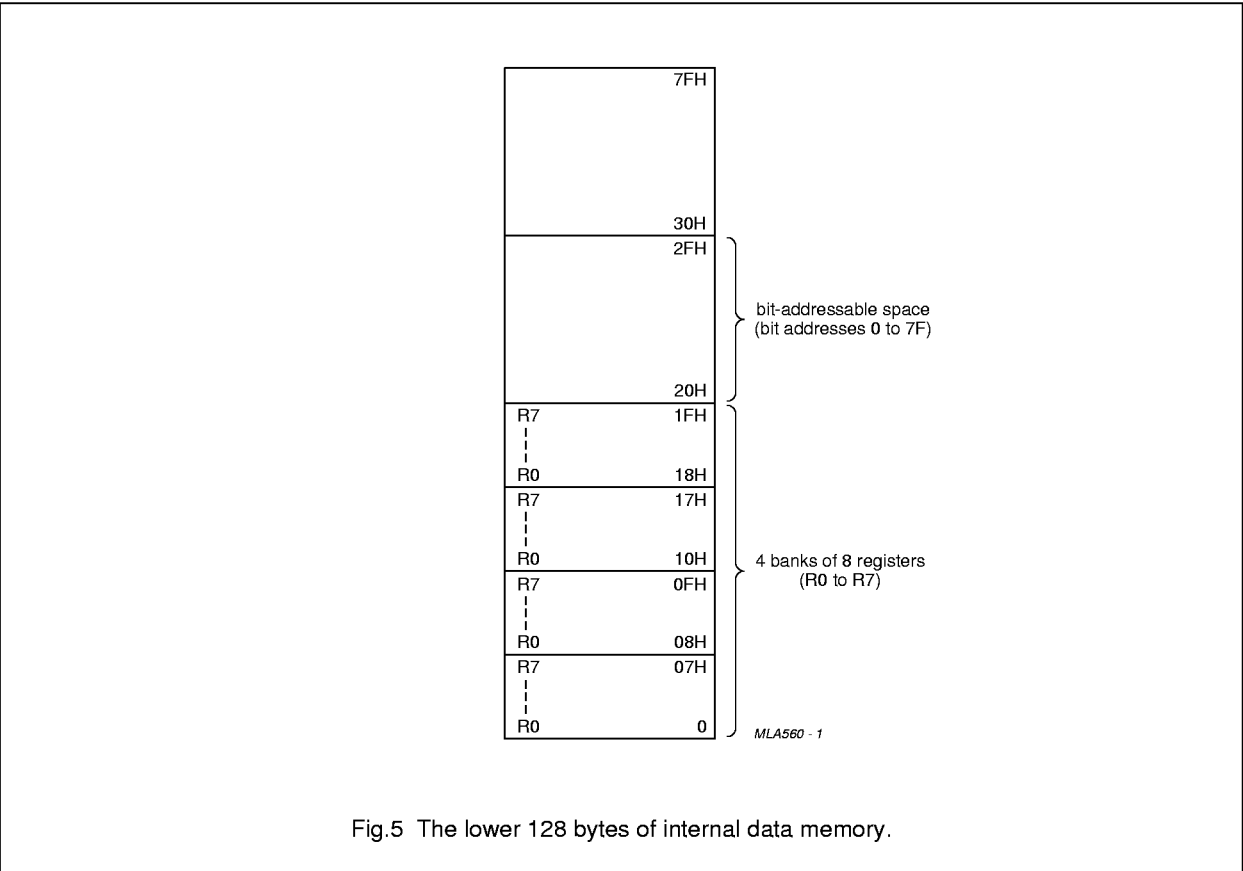 7FH
30H
2FH
bit-addressable space
(bit addresses 0 to 7F)
20H
R7 1FH
R0 18H
R7 17H
R0 10H
4 banks of 8 registers
(R0 to R7)
R7 0FH
R0 08H
R7 07H
R0 0
MLA560 - 1
Fig.5 The lower 128 bytes of internal data memory.